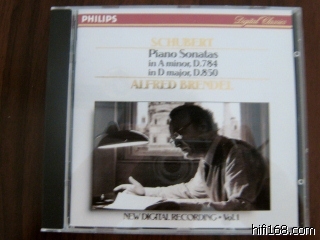 PHILIPS
Digital Classics
SCHUBERT
Piano Sonatas
in A minor, D.784
in D major, D.850
ALFRED BRENDEL
NEW DIGITAL RECORDING • Vol. 1
hifi168.com